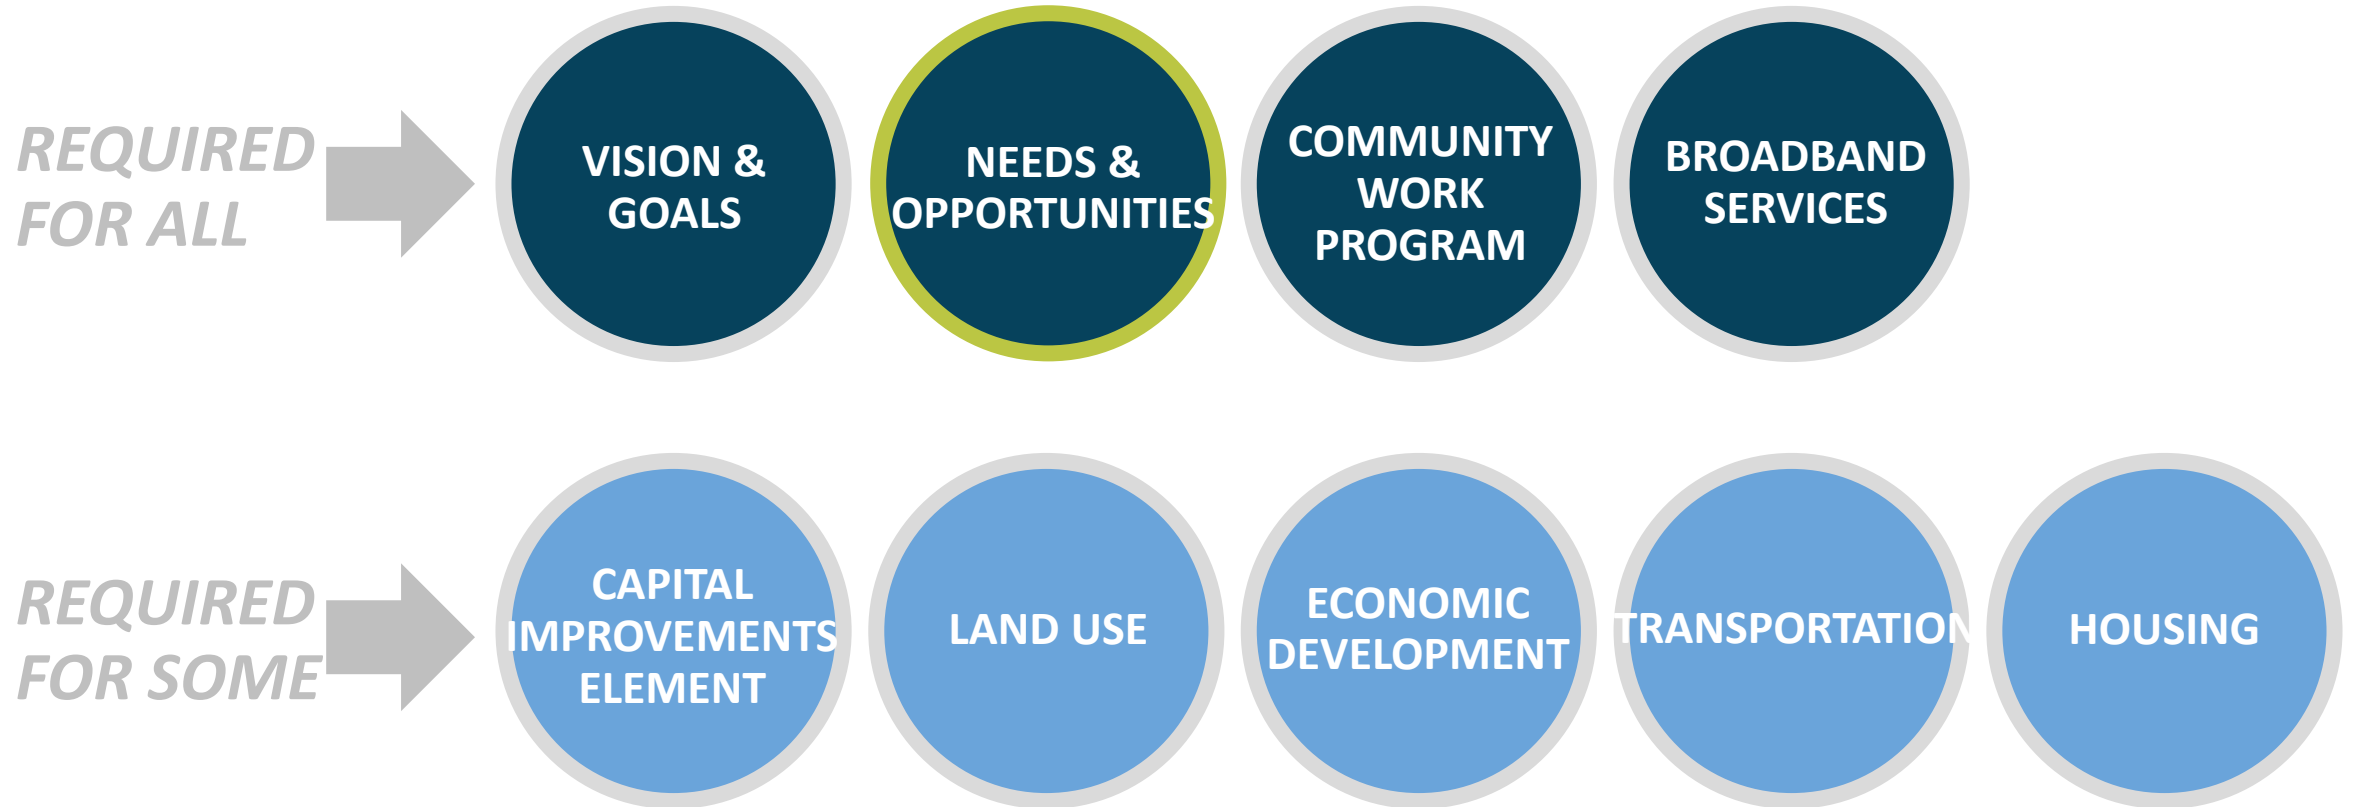 REQUIRED
FOR ALL
VISION &
GOALS
NEEDS &
OPPORTUNITIES
COMMUNITY
WORK
PROGRAM
BROADBAND
SERVICES
REQUIRED
FOR SOME
CAPITAL
IMPROVEMENTS
ELEMENT
LAND USE
ECONOMIC
DEVELOPMENT
TRANSPORTATION
HOUSING